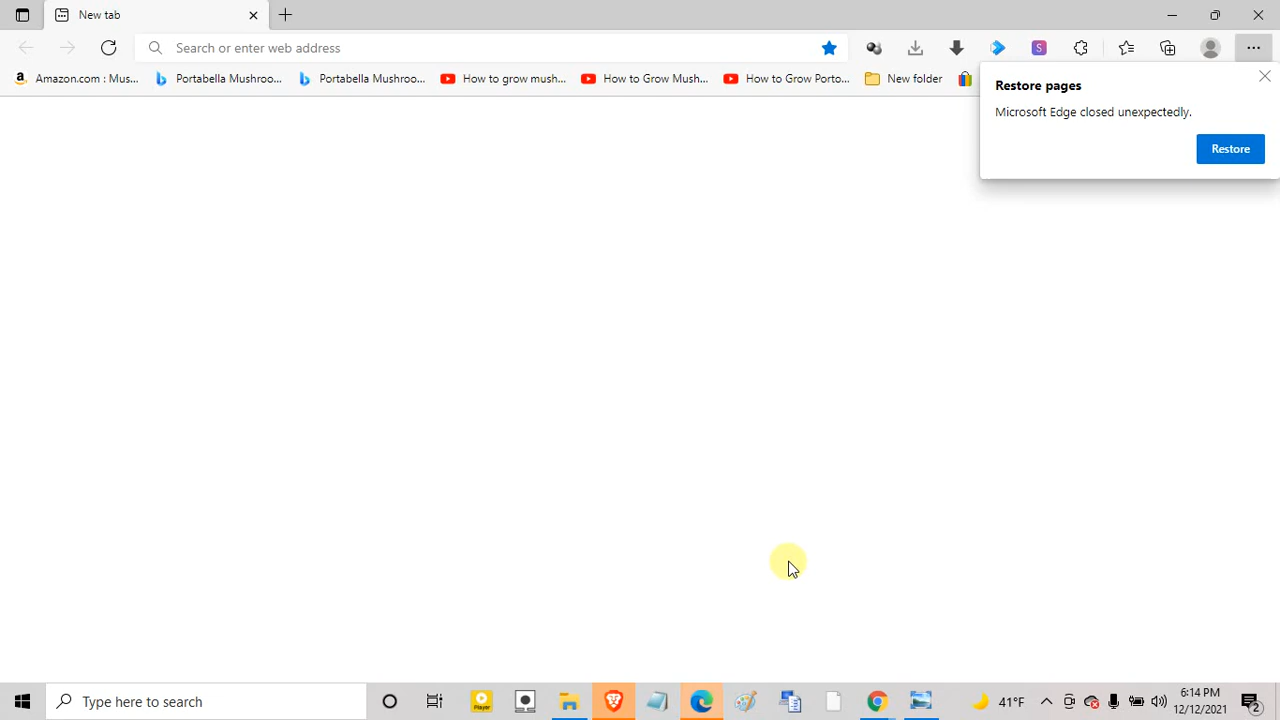 New tab
Search or enter web address
S
Amazon.com : Mus...
Portabella Mushroo...
Portabella Mushroo...
How to grow mush...
How to Grow Mush...
How to Grow Porto...
New folder
Restore pages
Microsoft Edge closed unexpectedly.
Restore
Type here to search
Player
41°F
6:14 PM
12/12/2021
2